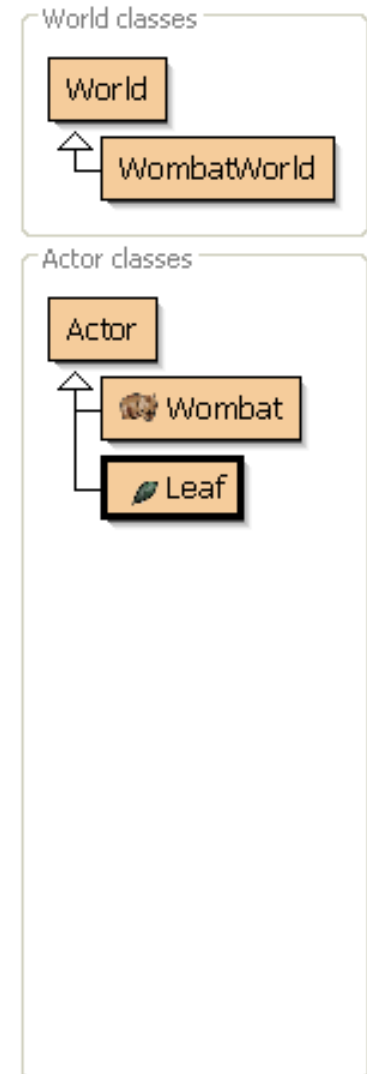 World classes
World
WombatWorld
Actor classes
Actor
Wombat
Leaf